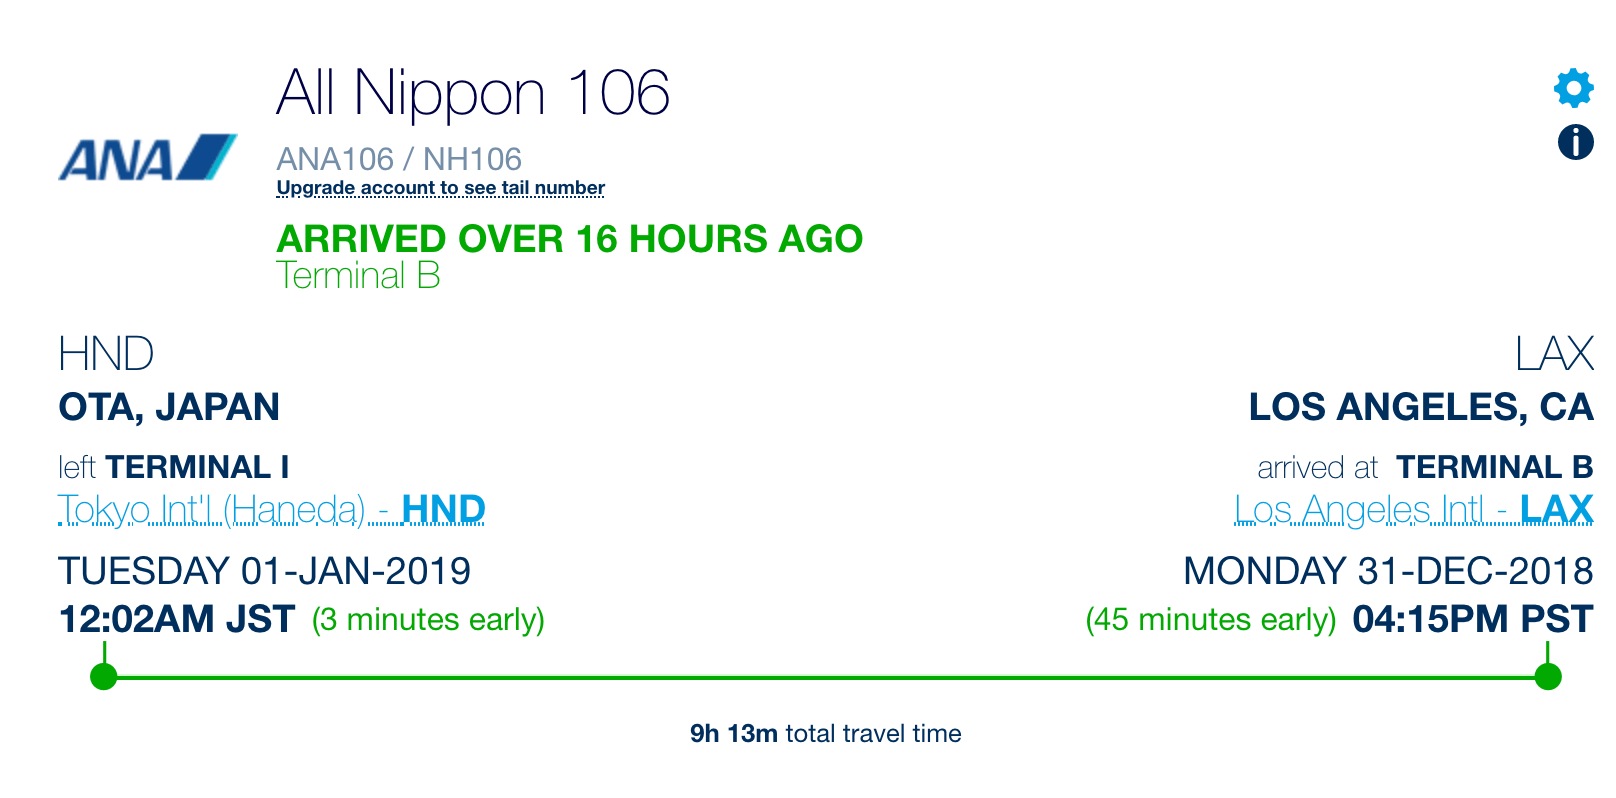 All Nippon 106
ANA
ANA106 / NH106
Upgrade account to see tail number
ARRIVED OVER 16 HOURS AGO
Terminal B
HND
OTA, JAPAN
left TERMINAL I
Tokyo Int'l (Haneda) - HND
TUESDAY 01-JAN-2019
12:02AM JST (3 minutes early)
LAX
LOS ANGELES, CA
arrived at TERMINAL B
Los Angeles Intl - LAX
MONDAY 31-DEC-2018
(45 minutes early) 04:15PM PST
9h 13m total travel time